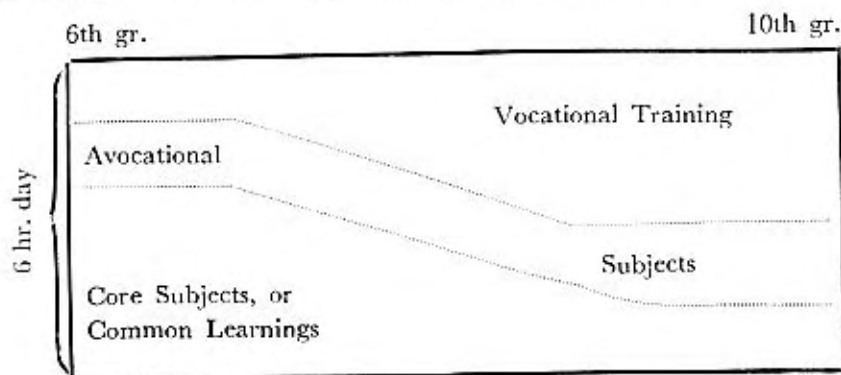 6th gr.
10th gr.
Vocational Training
Avocational
6 hr. day
Subjects
Core Subjects, or
Common Learnings